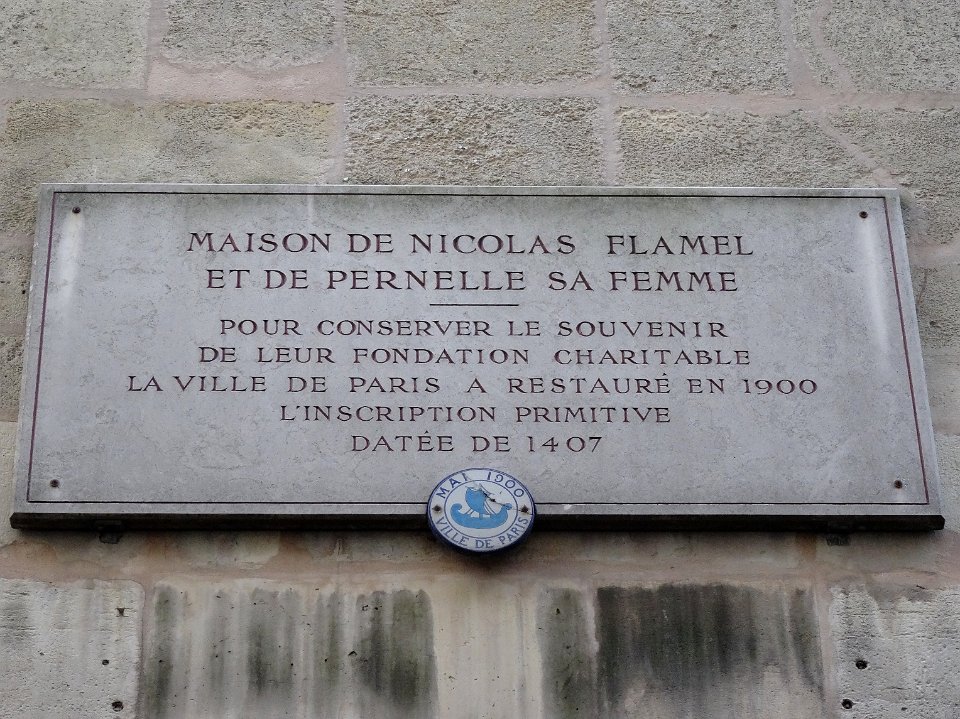 MAISON DE NICOLAS FLAMEL
ET DE PERNELLE SA FEMME
POUR CONSERVER LE SOUVENIR
DE LEUR FONDATION CHARITABLE
LA VILLE DE PARIS A RESTAURÉ EN 1900
L'INSCRIPTION PRIMITIVE
DATÉE DE 1407
MAI 1900
VILLE DE PARIS